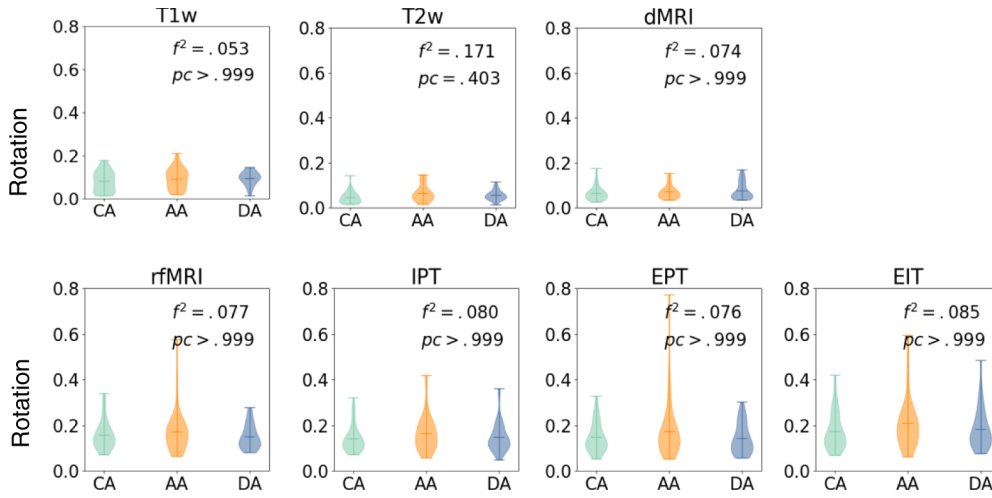 T1w
T2w
dMRI
0.8
0.6
0.4
0.2
0.0
Rotation
f² = .053
pc > .999
CA AA DA
0.8
0.6
0.4
0.2
0.0
f² = .171
pc = .403
CA AA DA
0.8
0.6
0.4
0.2
0.0
f² = .074
pc > .999
CA AA DA
rfMRI
IPT
EPT
EIT
0.8
0.6
0.4
0.2
0.0
Rotation
f² = .077
pc > .999
CA AA DA
0.8
0.6
0.4
0.2
0.0
f² = .080
pc > .999
CA AA DA
0.8
0.6
0.4
0.2
0.0
f² = .076
pc > .999
CA AA DA
0.8
0.6
0.4
0.2
0.0
f² = .085
pc > .999
CA AA DA